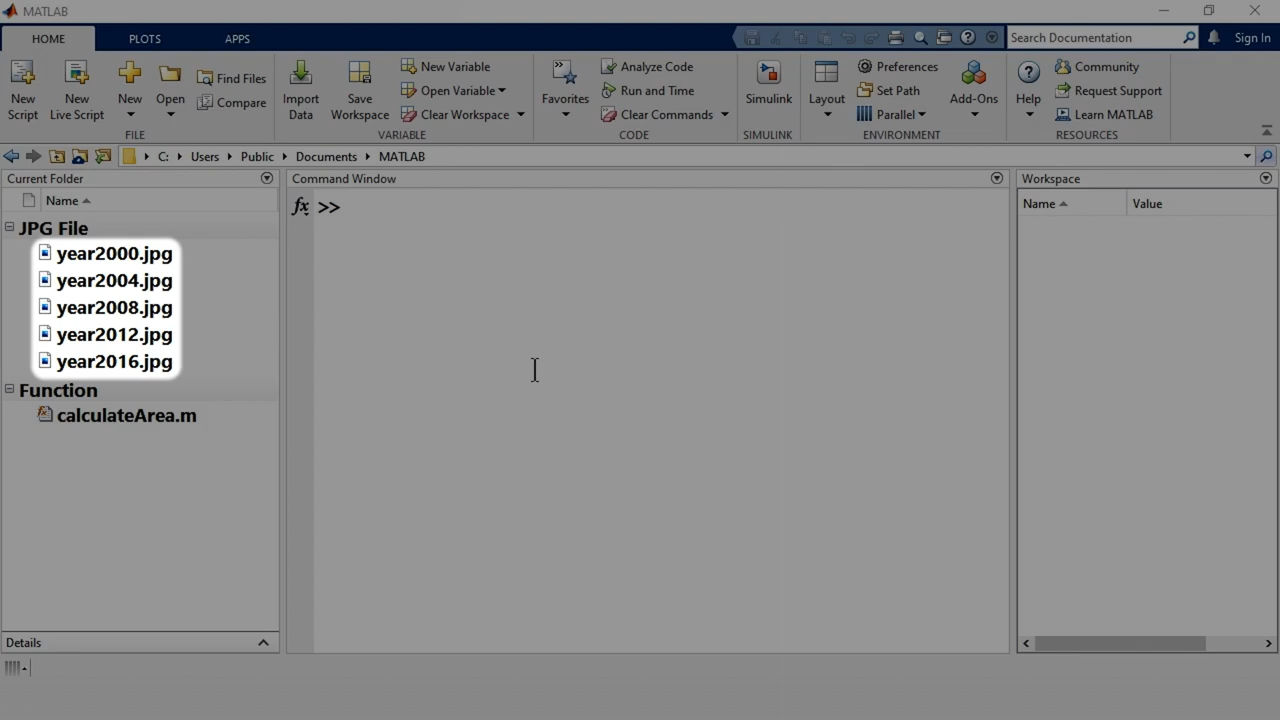 MATLAB
HOME PLOTS APPS Search Documentation Sign In
New Script New Live Script New Open Find Files Compare FILE
Import Data Save Workspace New Variable Open Variable Clear Workspace VARIABLE
Favorites Analyze Code Run and Time Clear Commands CODE
Simulink SIMULINK
Layout Preferences Set Path Parallel Add-Ons ENVIRONMENT
Help Community Request Support Learn MATLAB RESOURCES
C: Users Public Documents MATLAB
Current Folder
Name
JPG File
year2000.jpg
year2004.jpg
year2008.jpg
year2012.jpg
year2016.jpg
Function
calculateArea.m
Details
Command Window
fx >>
Workspace
Name Value